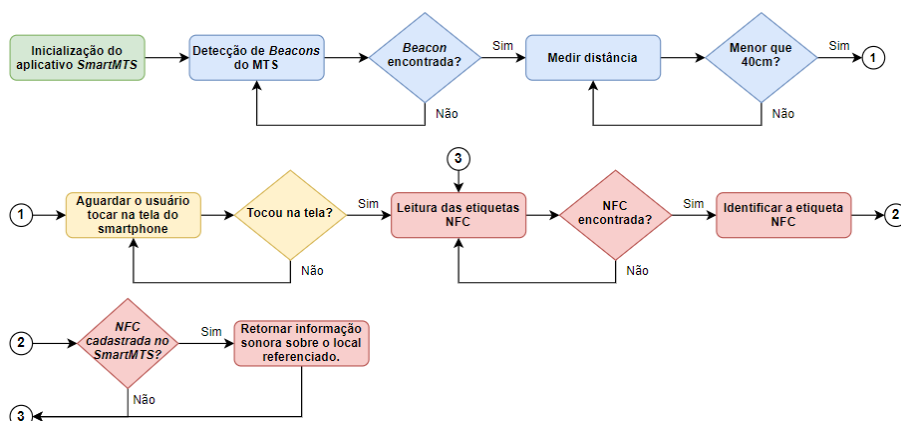 Inicialização do
aplicativo SmartMTS
Detecção de Beacons
do MTS
Beacon
encontrada?
Sim
Não
Medir distância
Menor que
40cm?
Sim
Não
1
1
Aguardar o usuário
tocar na tela do
smartphone
Tocou na tela?
Sim
Não
3
Leitura das etiquetas
NFC
NFC
encontrada?
Sim
Não
Identificar a etiqueta
NFC
2
2
NFC
cadastrada no
SmartMTS?
Sim
Não
Retornar informação
sonora sobre o local
referenciado.
3